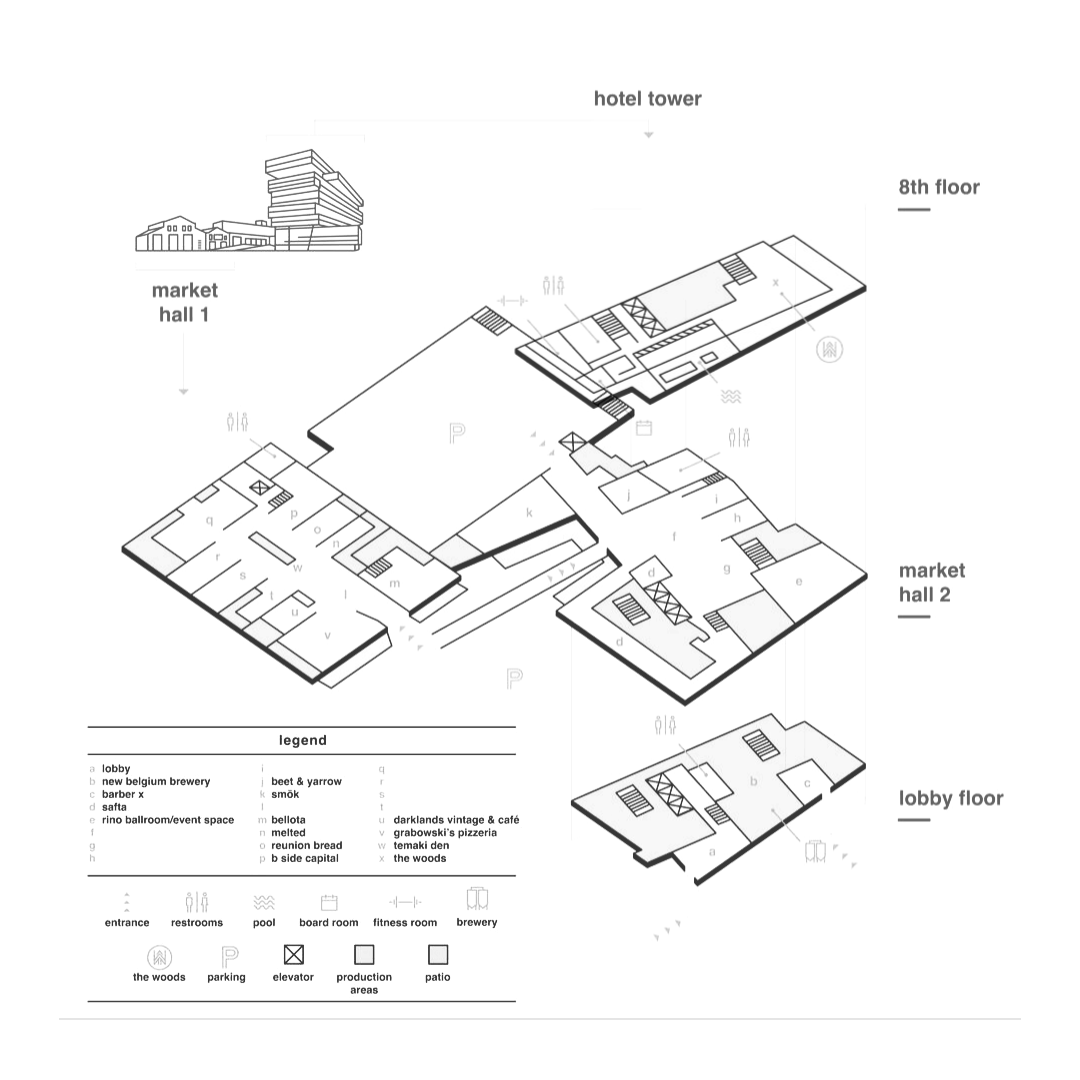 hotel tower
8th floor
market
hall 1
x
P
q
p
o
n
r
s
w
t
l
m
u
v
k
j
i
h
f
g
d
e
d
market
hall 2
P
b
c
a
lobby floor
legend
a lobby
b new belgium brewery
c barber x
d safta
e rino ballroom/event space
f
g
h
i
j beet & yarrow
k smök
l
m bellota
n melted
o reunion bread
p b side capital
q
r
s
t
u darklands vintage & café
v grabowski's pizzeria
w temaki den
x the woods
entrance restrooms pool board room fitness room brewery
P
the woods parking elevator production areas patio